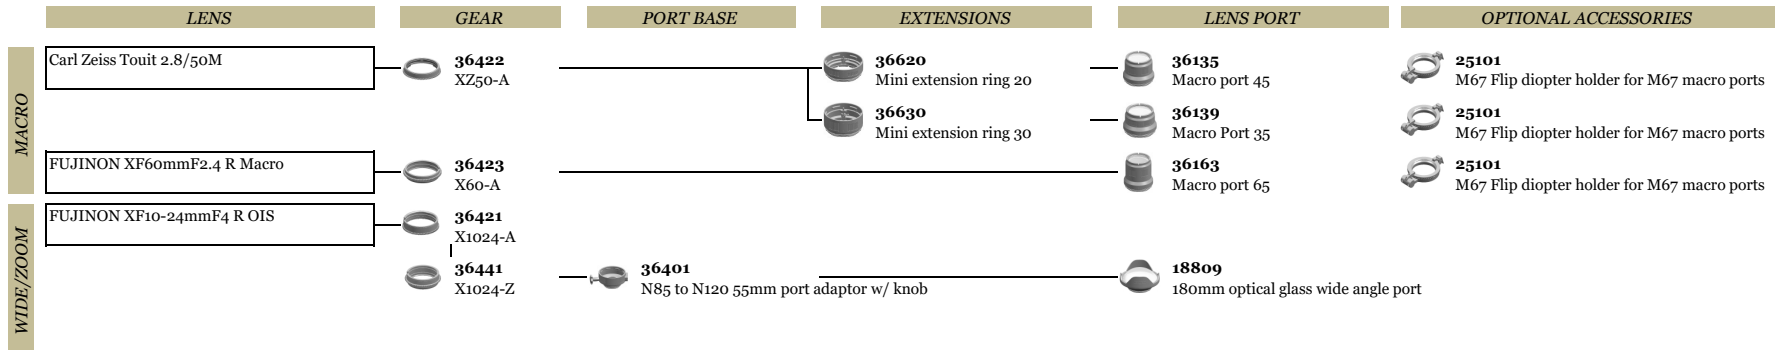 LENS GEAR PORT BASE EXTENSIONS LENS PORT OPTIONAL ACCESSORIES
MACRO
Carl Zeiss Touit 2.8/50M 36422 36620 36135 25101
XZ50-A Mini extension ring 20 Macro port 45 M67 Flip diopter holder for M67 macro ports
36630 36139 25101
Mini extension ring 30 Macro Port 35 M67 Flip diopter holder for M67 macro ports
FUJINON XF60mmF2.4 R Macro 36423 36163 25101
X60-A Macro port 65 M67 Flip diopter holder for M67 macro ports
WIDE/ZOOM
FUJINON XF10-24mmF4 R OIS 36421
X1024-A
36441 36401 18809
X1024-Z N85 to N120 55mm port adaptor w/ knob 180mm optical glass wide angle port